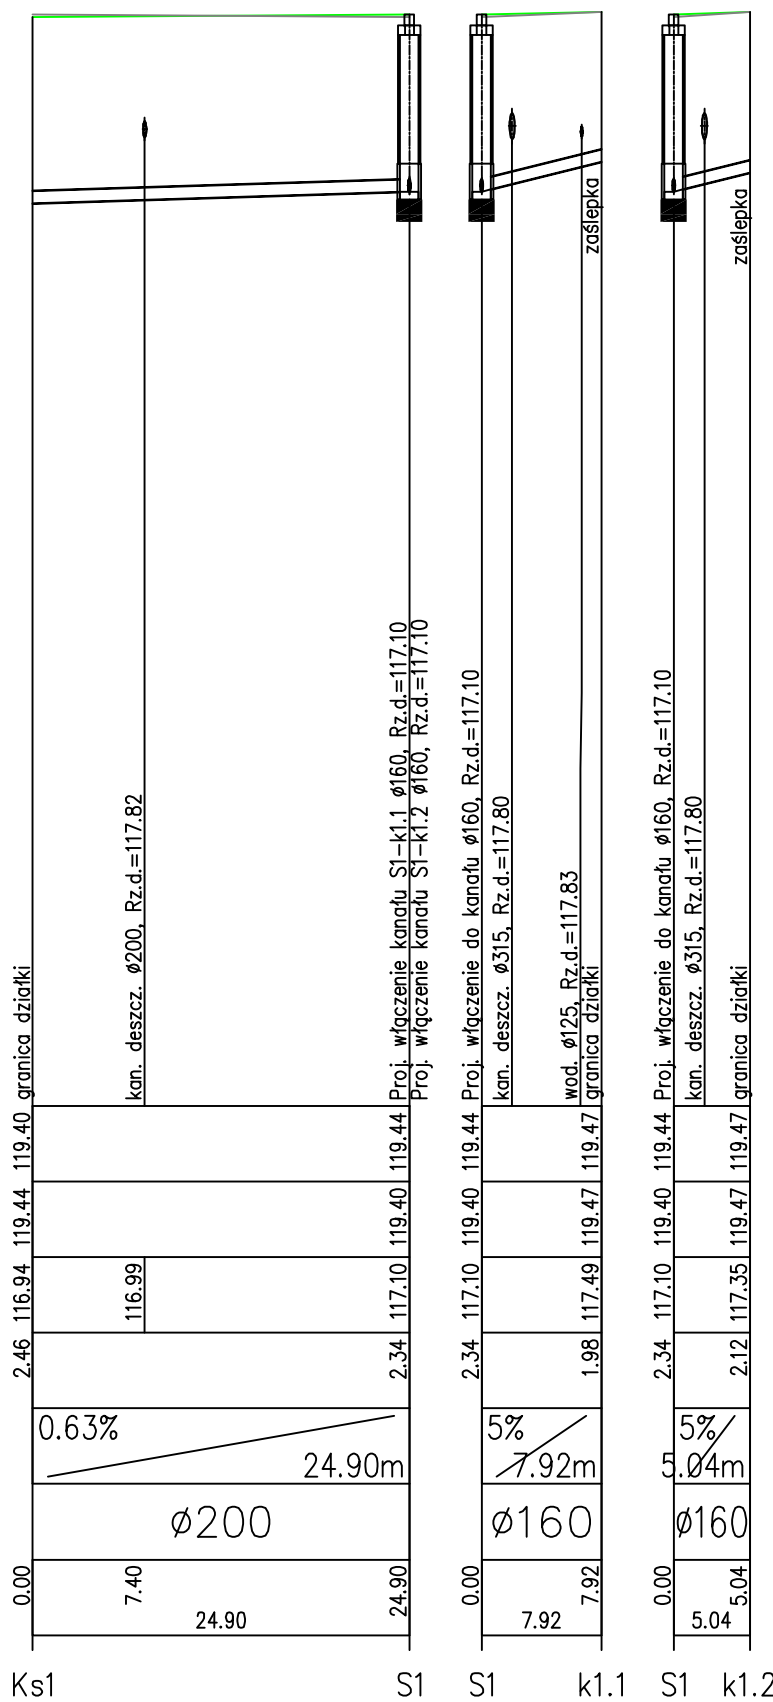 zaślepka
zaślepka
granica działki
kan. deszcz. ø200, Rz.d.=117.82
Proj. włączenie kanału S1-k1.1 ø160, Rz.d.=117.10
Proj. włączenie kanału S1-k1.2 ø160, Rz.d.=117.10
Proj. włączenie do kanału ø160, Rz.d.=117.10
kan. deszcz. ø315, Rz.d.=117.80
wod. ø125, Rz.d.=117.83
granica działki
Proj. włączenie do kanału ø160, Rz.d.=117.10
kan. deszcz. ø315, Rz.d.=117.80
granica działki
119.40 119.44 119.44 119.47 119.44 119.47
119.44 119.40 119.40 119.47 119.40 119.47
116.94 116.99 117.10 117.10 117.49 117.10 117.35
2.46 2.34 2.34 1.98 2.34 2.12
0.63% 5% 5%
24.90m 7.92m 5.04m
ø200 ø160 ø160
0.00 7.40 24.90 0.00 7.92 0.00 5.04
24.90 7.92 5.04
Ks1 S1 S1 k1.1 S1 k1.2